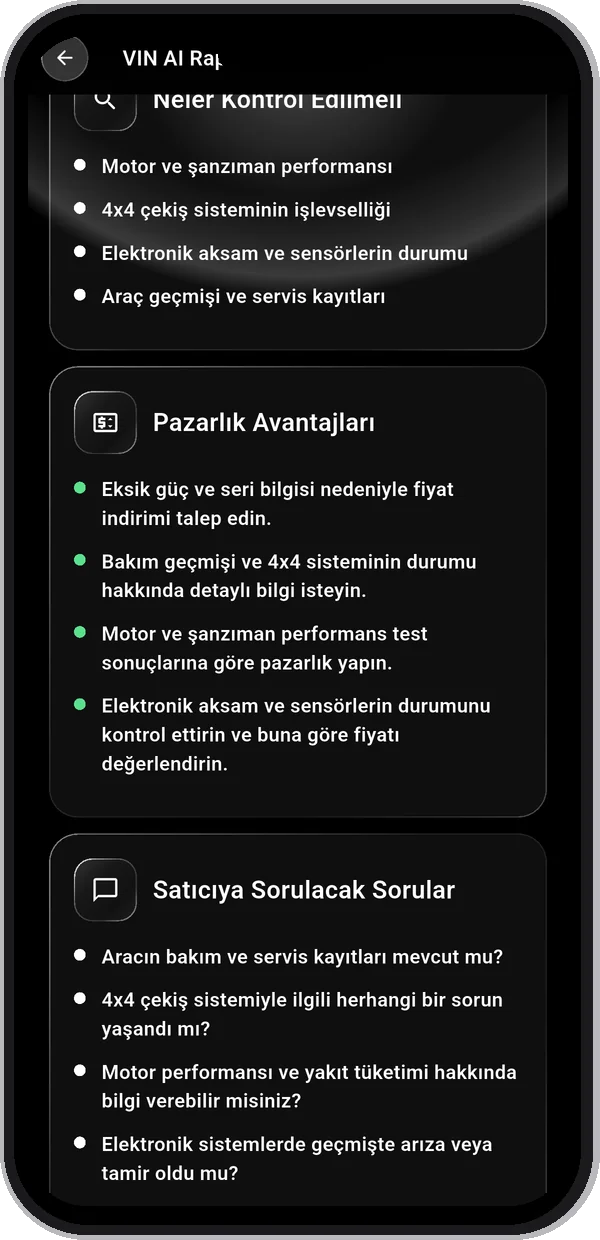 VIN AI Rap
Neler Kontrol Edilmeli
Motor ve şanzıman performansı
4x4 çekiş sisteminin işlevselliği
Elektronik aksam ve sensörlerin durumu
Araç geçmişi ve servis kayıtları
Pazarlık Avantajları
Eksik güç ve seri bilgisi nedeniyle fiyat
indirimi talep edin.
Bakım geçmişi ve 4x4 sisteminin durumu
hakkında detaylı bilgi isteyin.
Motor ve şanzıman performans test
sonuçlarına göre pazarlık yapın.
Elektronik aksam ve sensörlerin durumunu
kontrol ettirin ve buna göre fiyatı
değerlendirin.
Satıcıya Sorulacak Sorular
Aracın bakım ve servis kayıtları mevcut mu?
4x4 çekiş sistemiyle ilgili herhangi bir sorun
yaşandı mı?
Motor performansı ve yakıt tüketimi hakkında
bilgi verebilir misiniz?
Elektronik sistemlerde geçmişte arıza veya
tamir oldu mu?